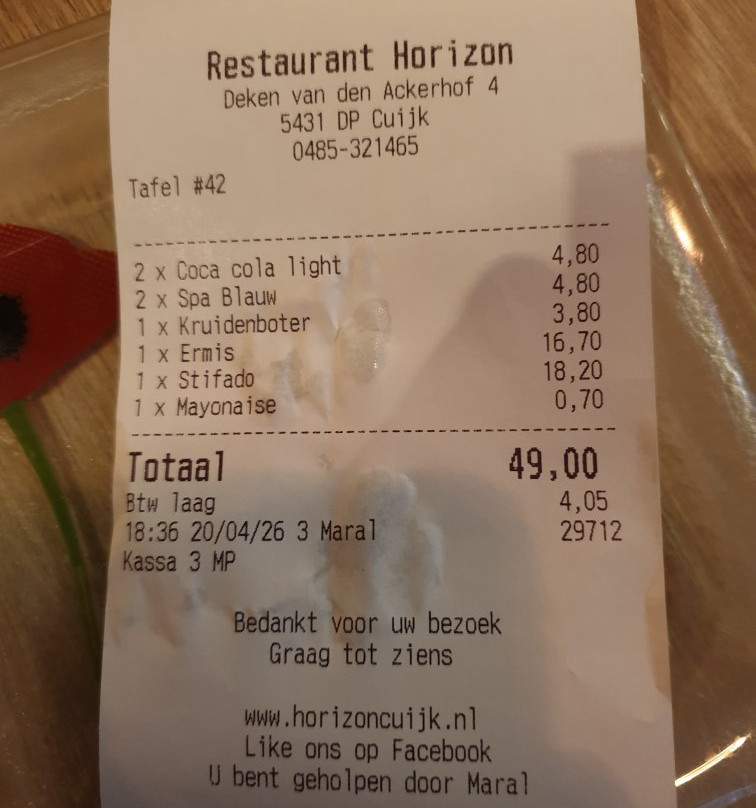 Restaurant Horizon
Deken van den Ackerhof 4
5431 DP Cuijk
0485-321465
Tafel #42
2 x Coca cola light 4,80
2 x Spa Blauw 4,80
1 x Kruidenboter 3,80
1 x Ermis 16,70
1 x Stifado 18,20
1 x Mayonaise 0,70
Totaal 49,00
Btw laag 4,05
18:36 20/04/26 3 Maral 29712
Kassa 3 MP
Bedankt voor uw bezoek
Graag tot ziens
www.horizoncuijk.nl
Like ons op Facebook
U bent geholpen door Maral